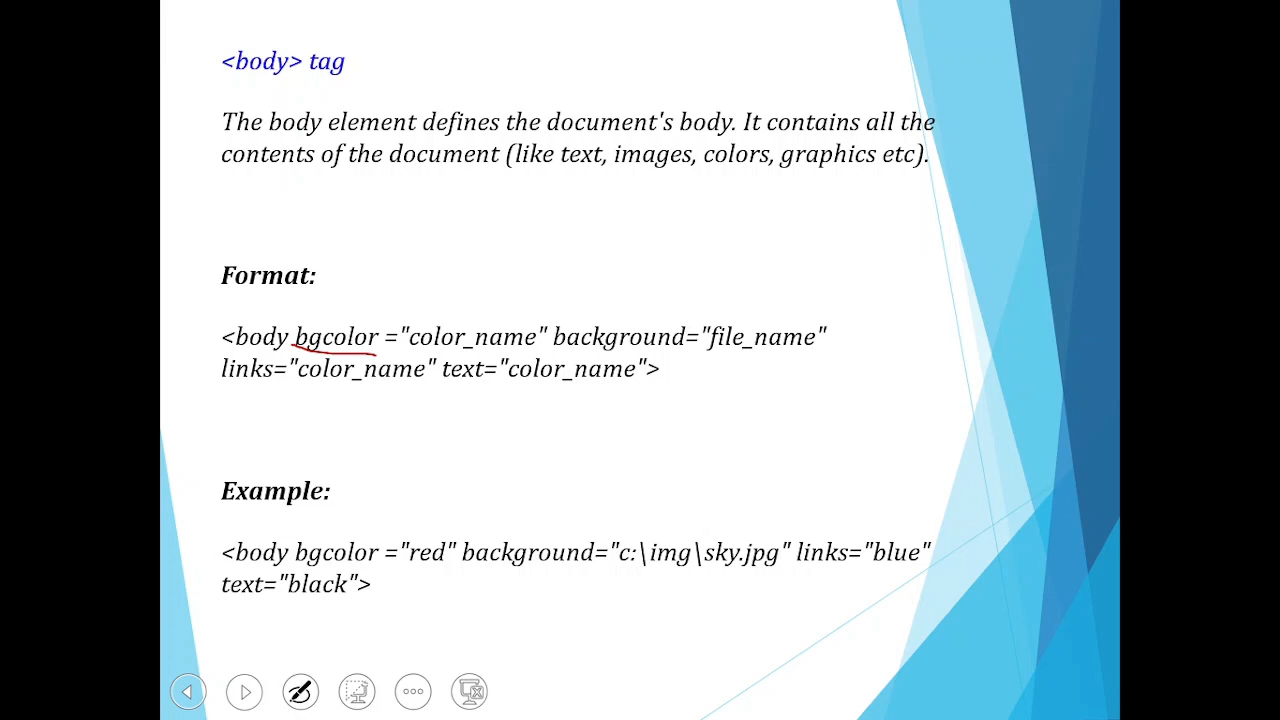 <body> tag
The body element defines the document's body. It contains all the
contents of the document (like text, images, colors, graphics etc).
Format:
<body bgcolor ="color_name" background="file_name"
links="color_name" text="color_name">
Example:
<body bgcolor ="red" background="c:\img\sky.jpg" links="blue"
text="black">